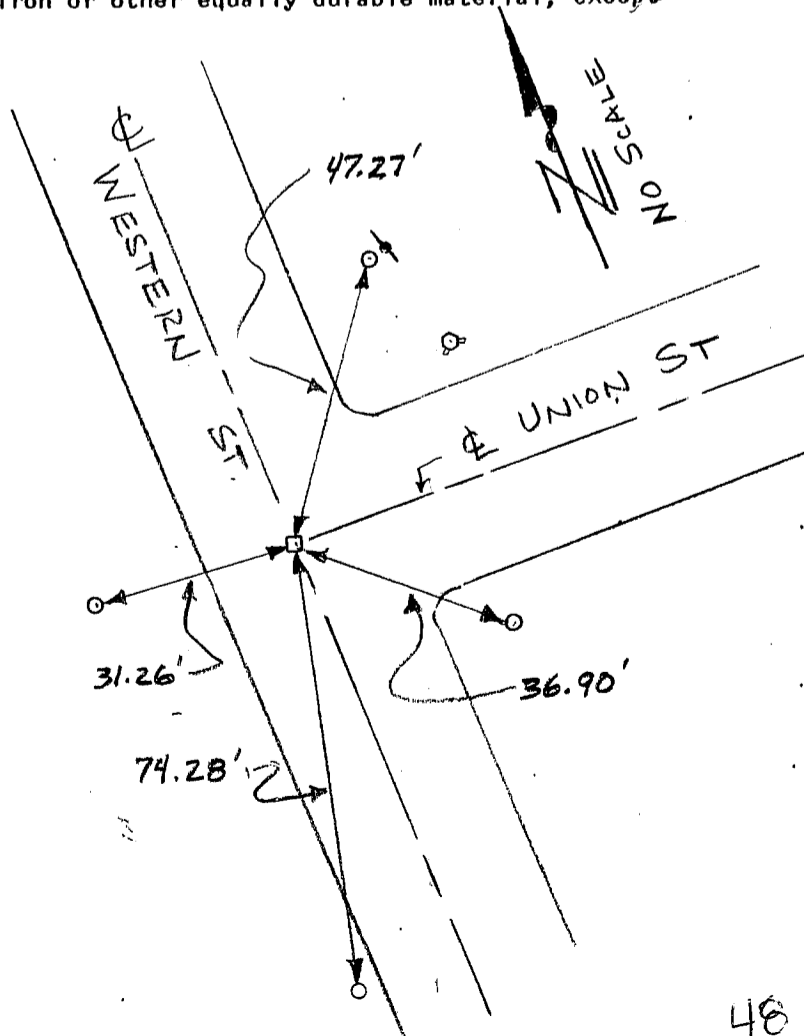 iron or other equally durable material, except
N
NO SCALE
47.27'
℄ WESTERN ST.
℄ UNION ST
31.26'
36.90'
74.28'
48